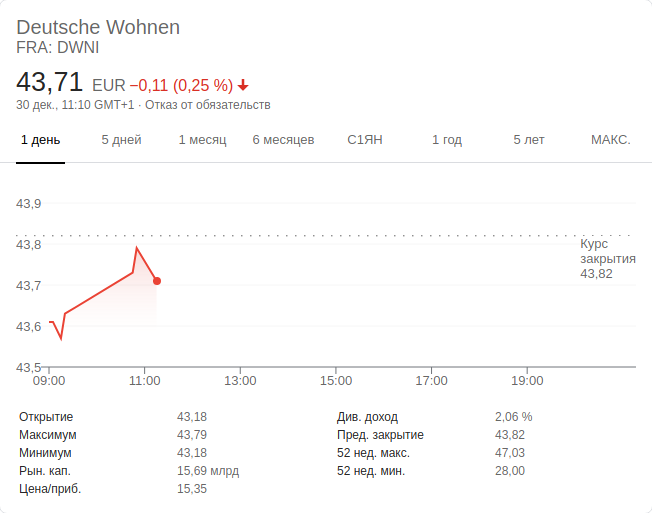 Deutsche Wohnen
FRA: DWNI
43,71 EUR −0,11 (0,25 %)
30 дек., 11:10 GMT+1 · Отказ от обязательств
1 день 5 дней 1 месяц 6 месяцев С1ЯН 1 год 5 лет МАКС.
43,9
43,8
43,7
43,6
43,5
Курс
закрытия
43,82
09:00 11:00 13:00 15:00 17:00 19:00
Открытие 43,18 Див. доход 2,06 %
Максимум 43,79 Пред. закрытие 43,82
Минимум 43,18 52 нед. макс. 47,03
Рын. кап. 15,69 млрд 52 нед. мин. 28,00
Цена/приб. 15,35